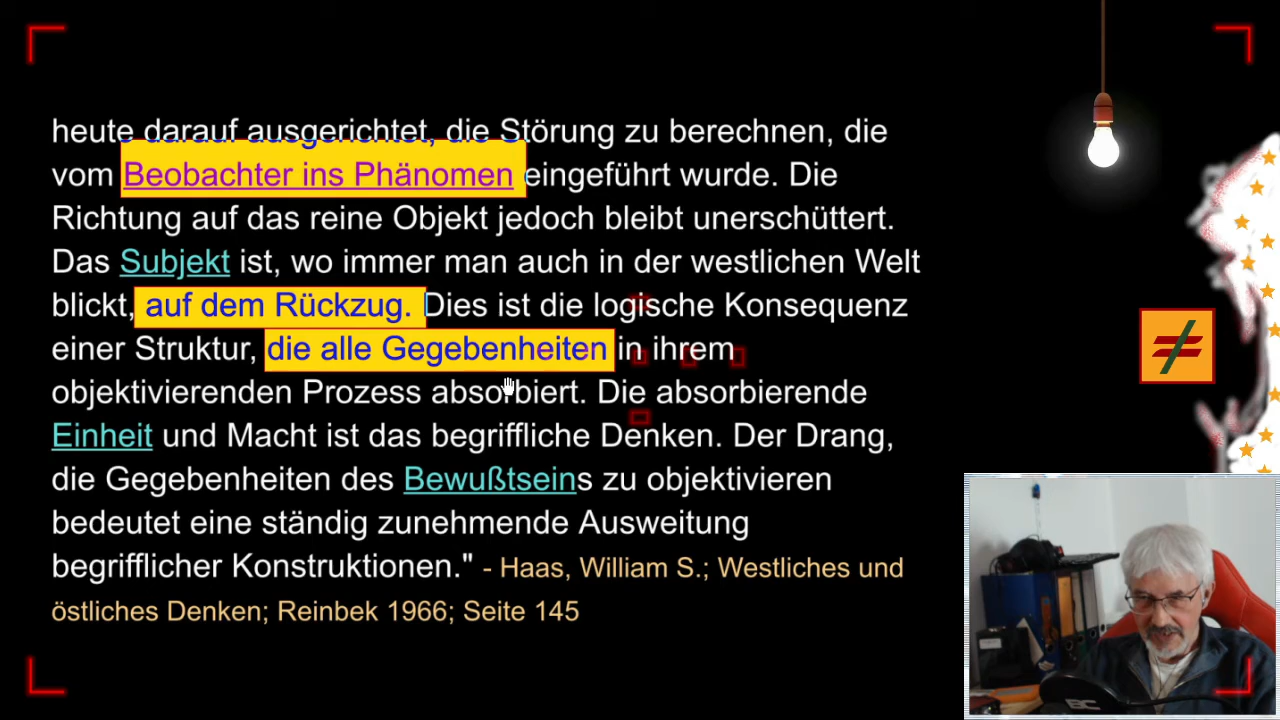 heute darauf ausgerichtet, die Störung zu berechnen, die
vom Beobachter ins Phänomen eingeführt wurde. Die
Richtung auf das reine Objekt jedoch bleibt unerschüttert.
Das Subjekt ist, wo immer man auch in der westlichen Welt
blickt, auf dem Rückzug. Dies ist die logische Konsequenz
einer Struktur, die alle Gegebenheiten in ihrem
objektivierenden Prozess absorbiert. Die absorbierende
Einheit und Macht ist das begriffliche Denken. Der Drang,
die Gegebenheiten des Bewußtseins zu objektivieren
bedeutet eine ständig zunehmende Ausweitung
begrifflicher Konstruktionen." - Haas, William S.; Westliches und
östliches Denken; Reinbek 1966; Seite 145
≠